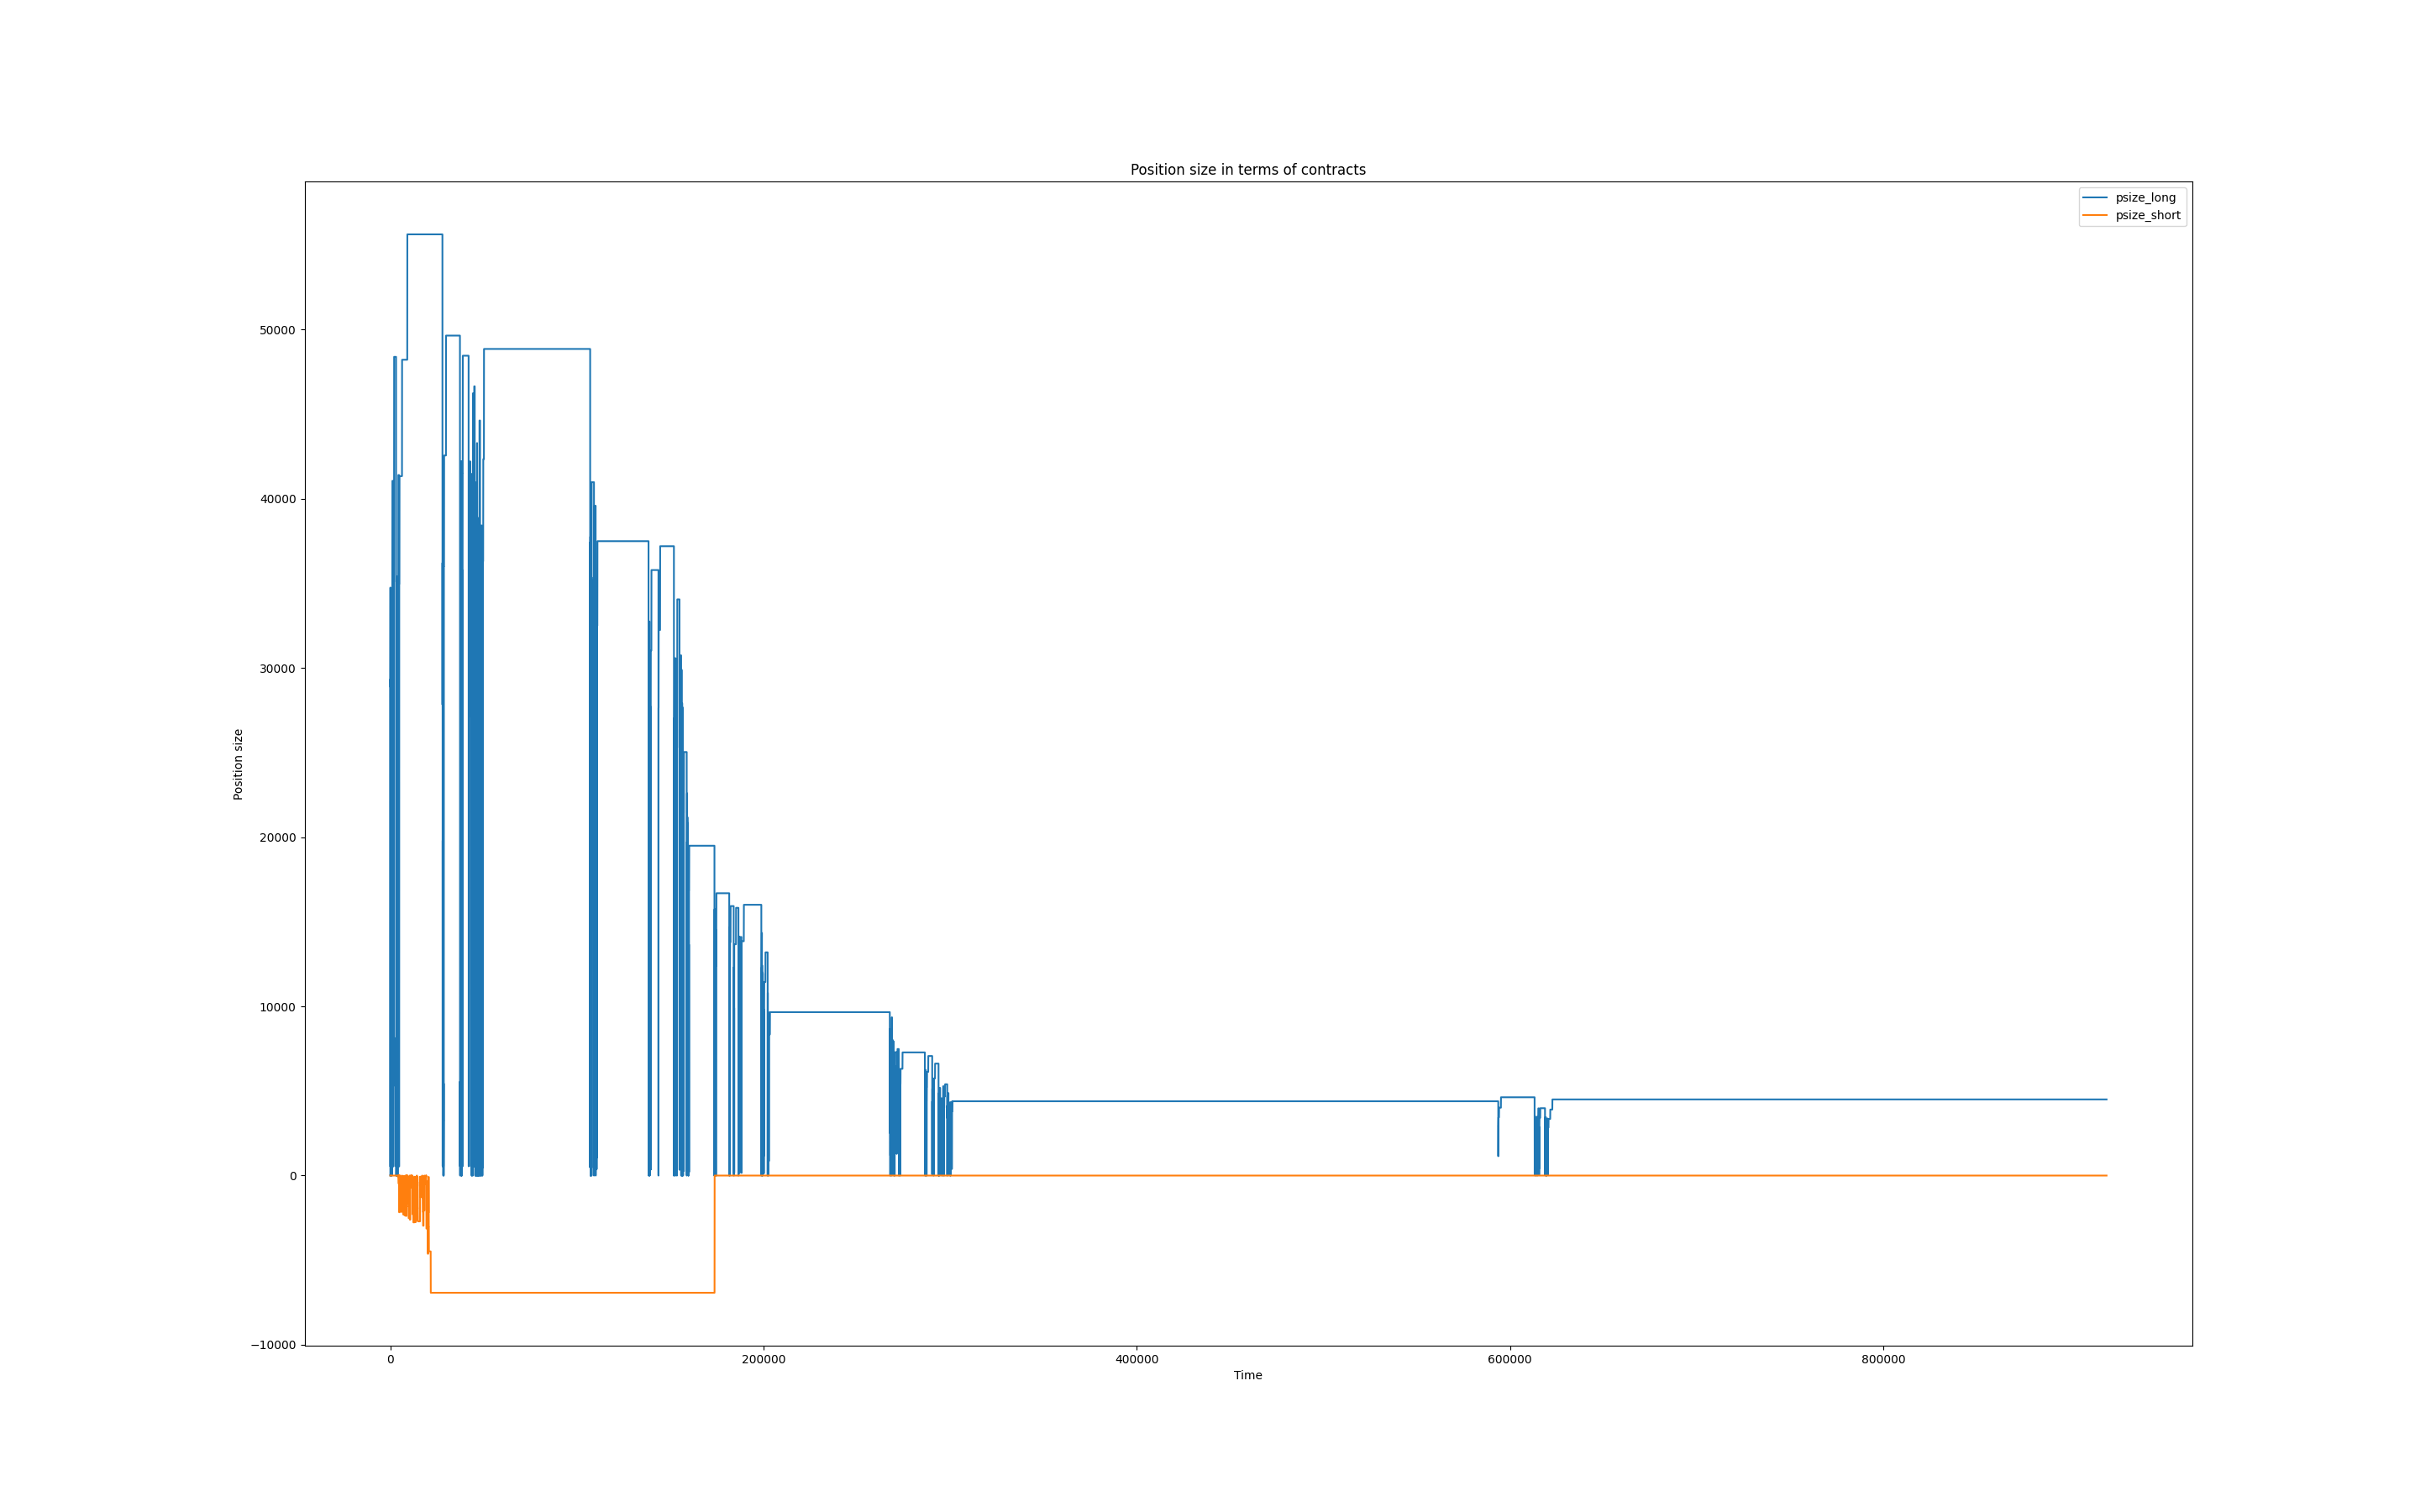 Position size in terms of contracts
psize_long
psize_short
Position size
50000
40000
30000
20000
10000
0
−10000
0
200000
400000
600000
800000
Time